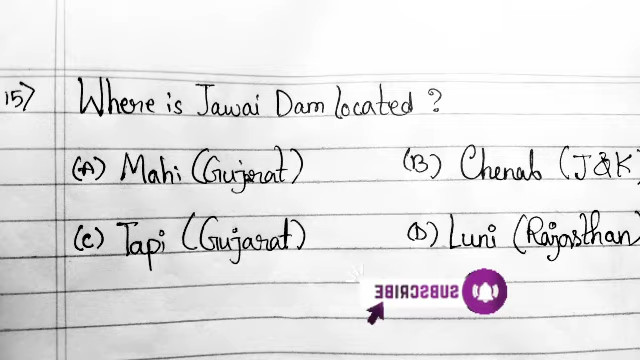 15) Where is Jawai Dam located ?
(A) Mahi (Gujarat) (B) Chenab (J&K)
(C) Tapi (Gujarat) (D) Luni (Rajasthan)
SUBSCRIBE